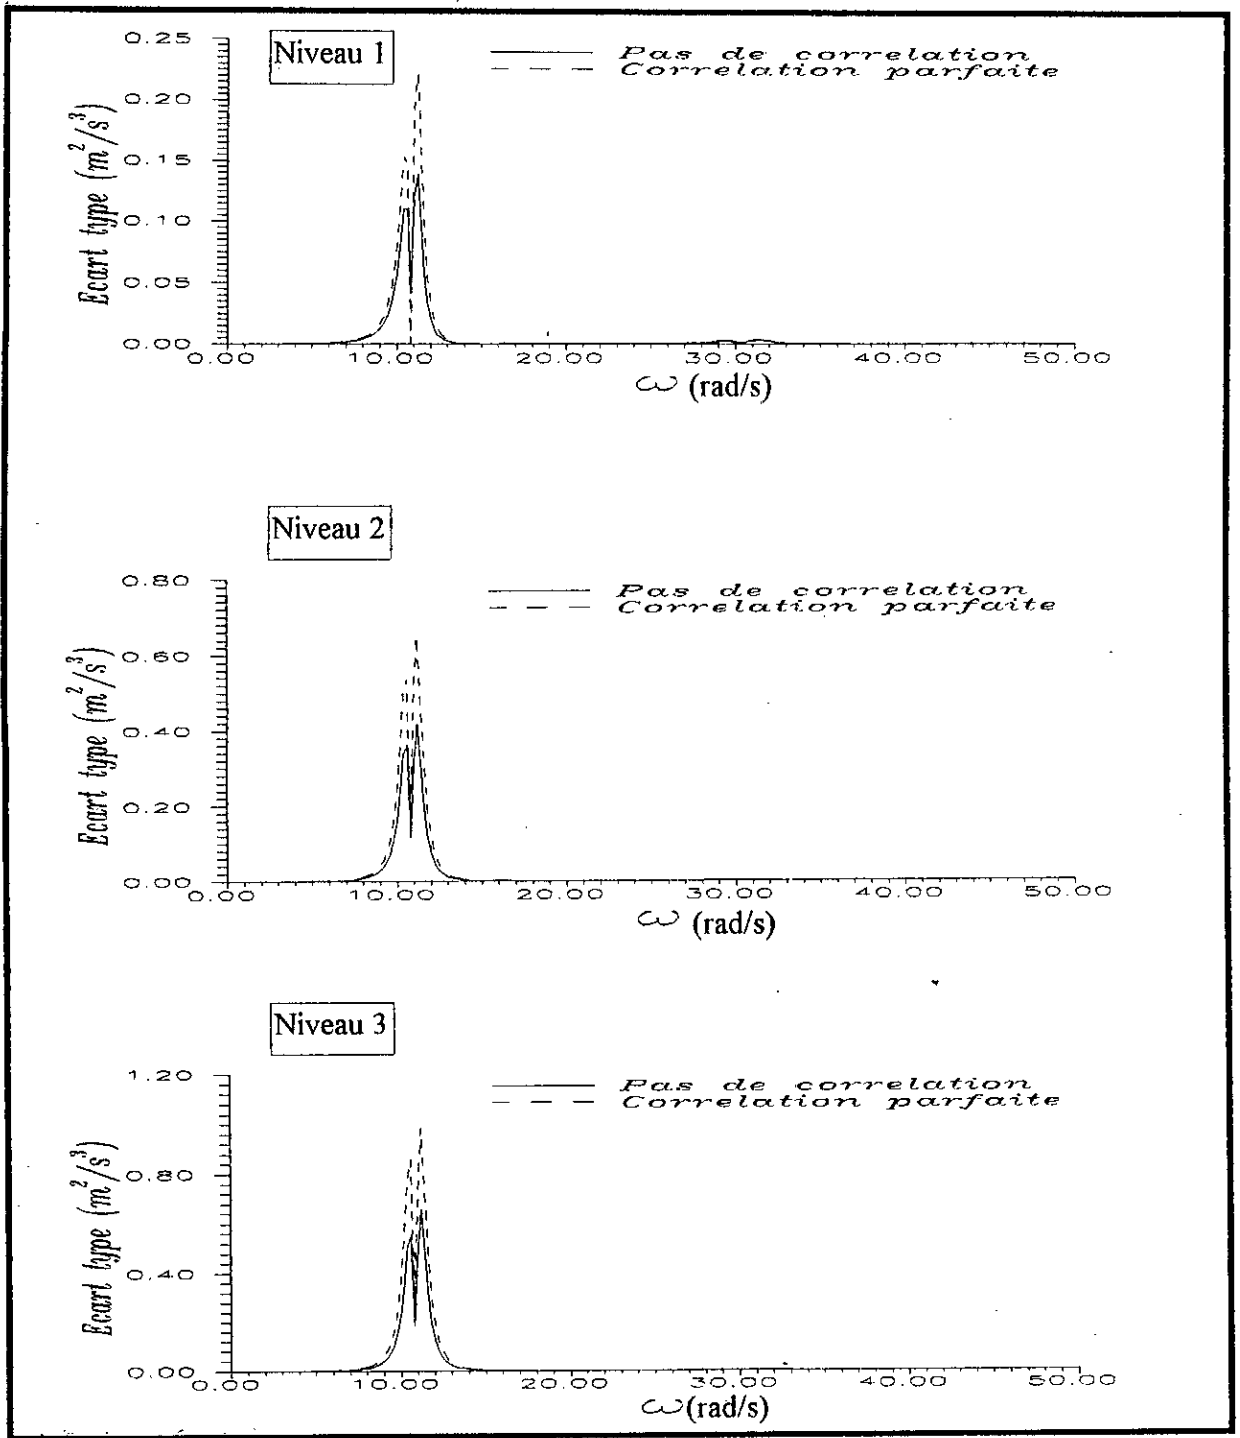 Niveau 1
Pas de correlation
Correlation parfaite
Ecart type (m²/s³)
0.25
0.20
0.15
0.10
0.05
0.00
0.00 10.00 20.00 30.00 40.00 50.00
ω (rad/s)
Niveau 2
Pas de correlation
Correlation parfaite
Ecart type (m²/s³)
0.80
0.60
0.40
0.20
0.00
0.00 10.00 20.00 30.00 40.00 50.00
ω (rad/s)
Niveau 3
Pas de correlation
Correlation parfaite
Ecart type (m²/s³)
1.20
0.80
0.40
0.00
0.00 10.00 20.00 30.00 40.00 50.00
ω (rad/s)